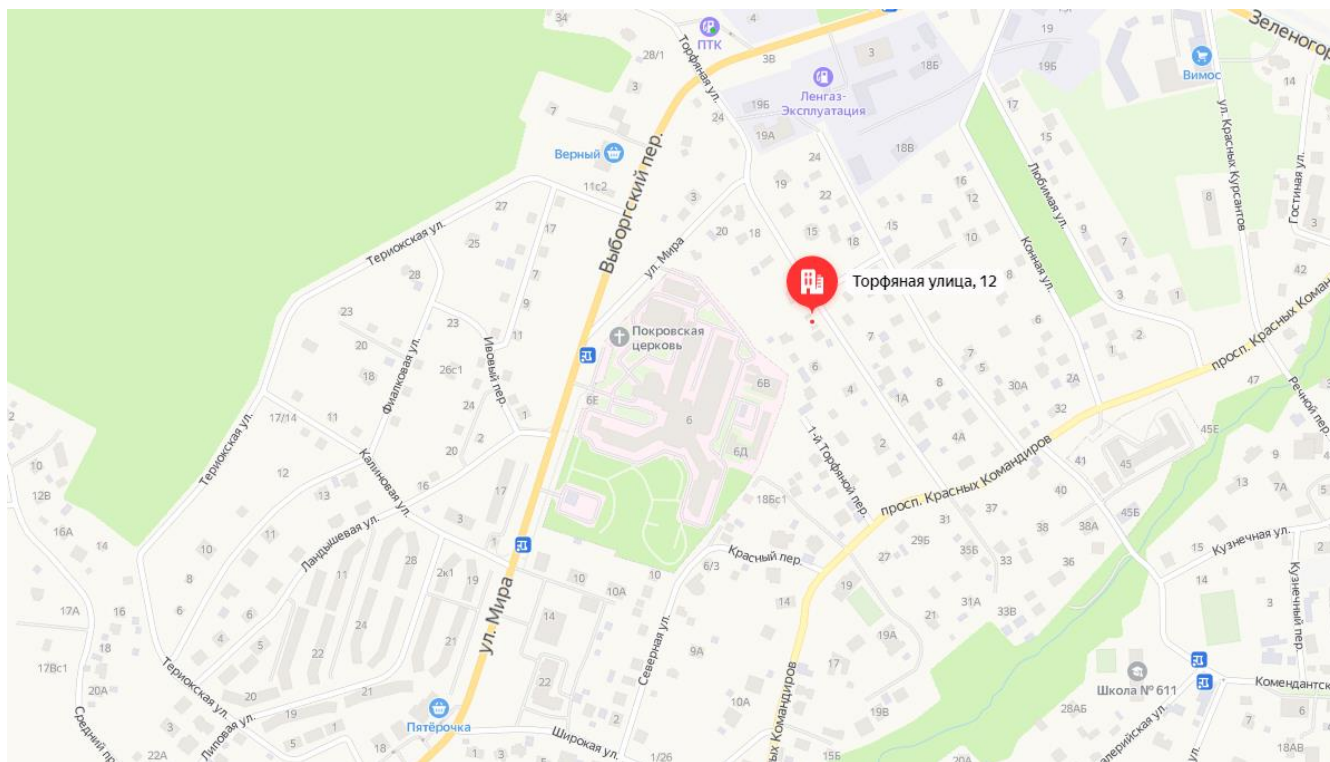 34
ПТК
4
3
19
Зеленогор
28/1
3В
18Б
19Б
Вимос
14
Торфяная ул.
3
Ленгаз-
Эксплуатация
7
19Б
24
17
ул. Красных Курсантов
19А
15
Верный
18В
24
Выборгский пер.
Любимая ул.
Гостиная ул.
11с2
19
22
16
12
8
27
3
17
15
18
15
20
18
10
9
7
Териокская ул.
25
ул. Мира
Конная ул.
42
28
7
8
Торфяная улица, 12
23
3
1
23
6
просп. Красных Команд
11
Покровская
церковь
7
1
2
20
Фиалковая ул.
Ивовый пер.
5
18
26с1
6
6В
30А
2А
47
4
8
Речной пер.
24
1
6Е
1А
32
17/14
11
6
45Е
2
20
2
1-й Торфяной пер.
2
4А
6Д
Териокская ул.
Калиновая ул.
12
10
просп. Красных Командиров
41
45
9
4
13
16
17
18Бс1
40
13
7А
5
12В
31
37
45Б
16А
11
3
38
38А
14
Ландышевая ул.
29Б
15
Кузнечная ул.
10
Красный пер.
27
35Б
33
36
11
28
1
6/3
8
2к1
19
10
10
19
14
Кузнечный пер.
17А
16
6
10А
14
31А
3
6
24
14
21
33В
4
ул. Мира
18
5
21
Северная ул.
19А
17Вс1
22
9А
17
Школа № 611
20А
Териокская ул.
20
21
22
Комендантск
Средний пр
3
19
10А
19В
28АБ
6
Липовая ул.
Пятёрочка
2
7
22А
5
1
18
1
3
Широкая ул.
1/26
5
20А
1
18АВ